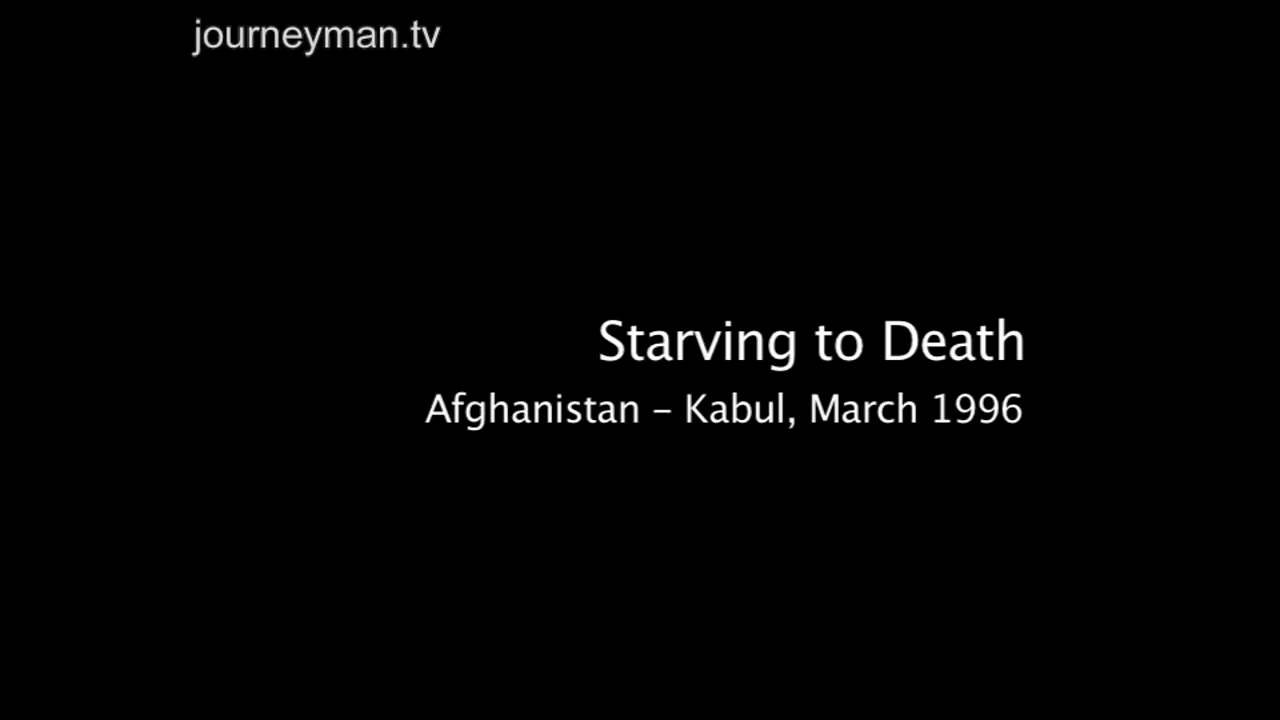 journeyman.tv
Starving to Death
Afghanistan – Kabul, March 1996